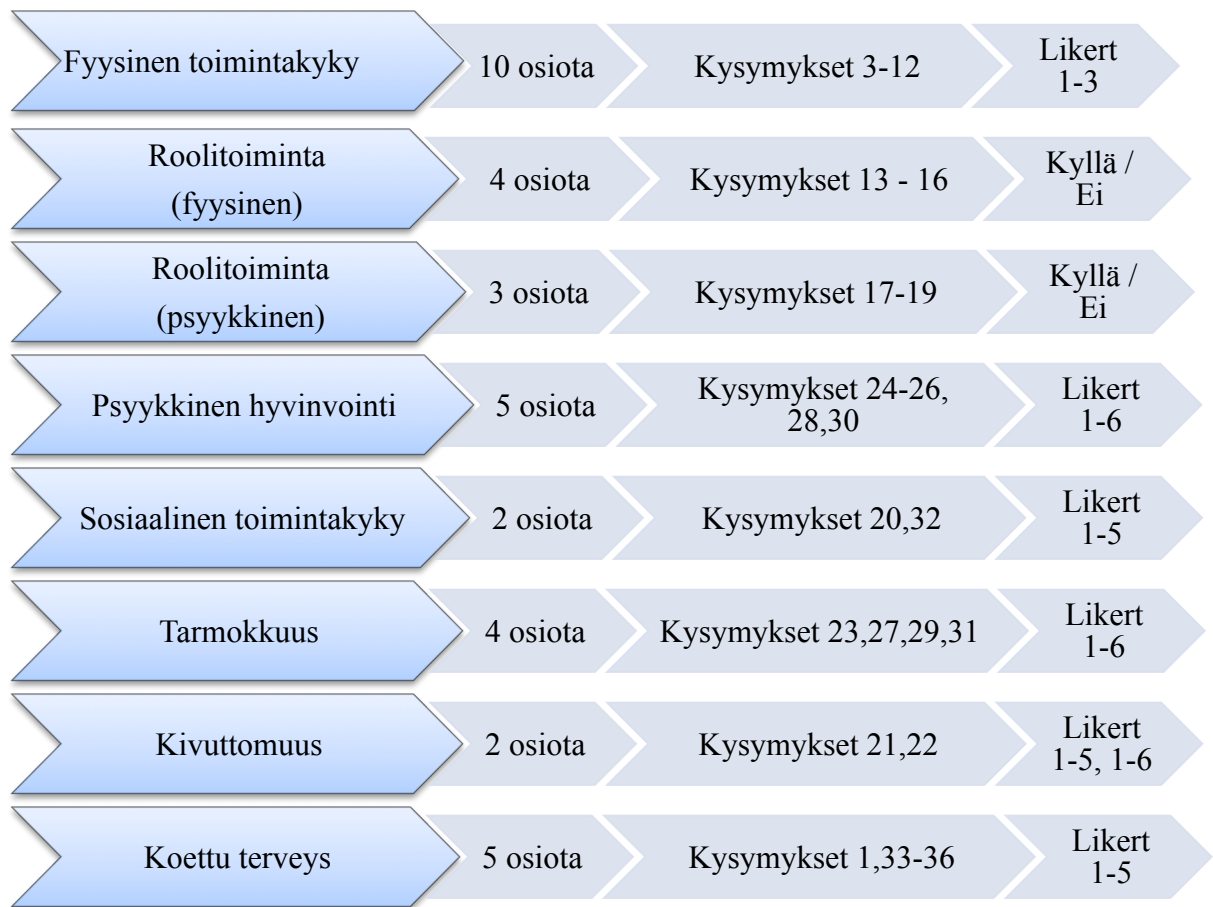 Fyysinen toimintakyky
10 osiota
Kysymykset 3-12
Likert
1-3
Roolitoiminta
(fyysinen)
4 osiota
Kysymykset 13 - 16
Kyllä /
Ei
Roolitoiminta
(psyykkinen)
3 osiota
Kysymykset 17-19
Kyllä /
Ei
Psyykkinen hyvinvointi
5 osiota
Kysymykset 24-26,
28,30
Likert
1-6
Sosiaalinen toimintakyky
2 osiota
Kysymykset 20,32
Likert
1-5
Tarmokkuus
4 osiota
Kysymykset 23,27,29,31
Likert
1-6
Kivuttomuus
2 osiota
Kysymykset 21,22
Likert
1-5, 1-6
Koettu terveys
5 osiota
Kysymykset 1,33-36
Likert
1-5